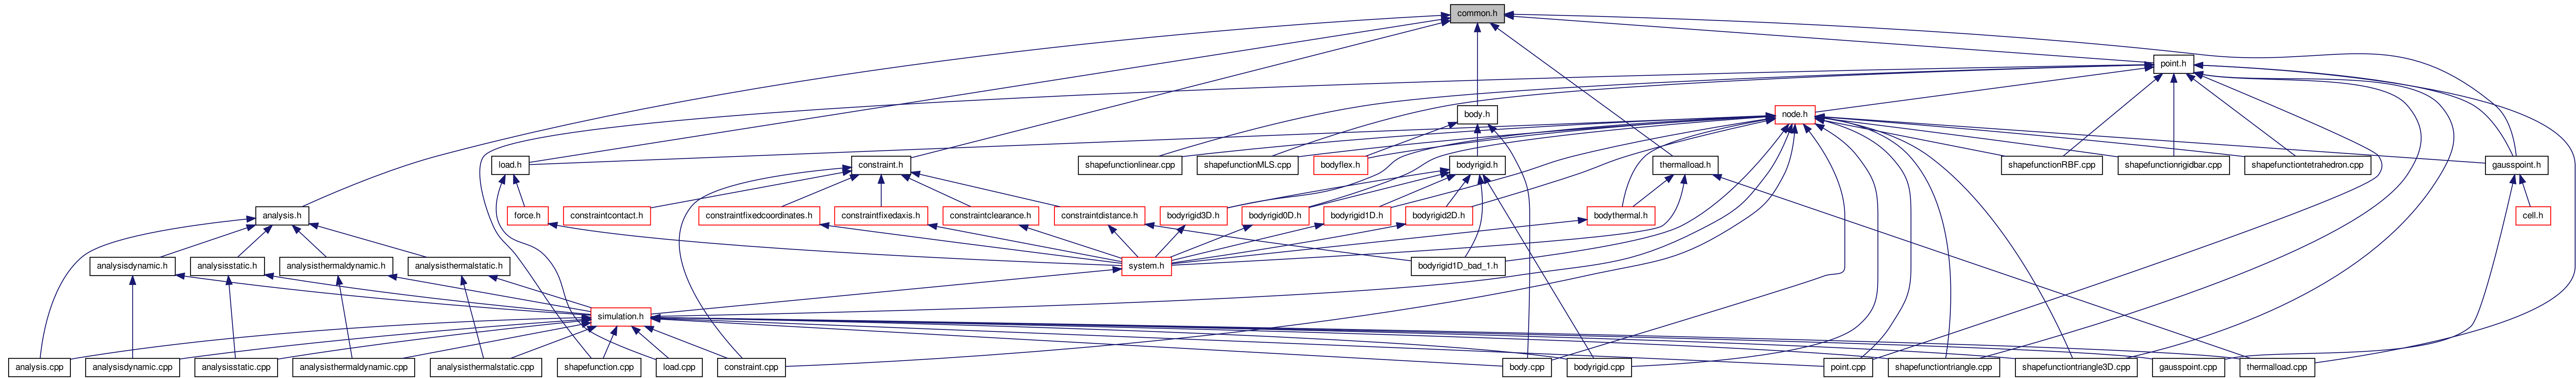 common.h
point.h
body.h
node.h
load.h
constraint.h
shapefunctionlinear.cpp
shapefunctionMLS.cpp
bodyflex.h
bodyrigid.h
thermalload.h
shapefunctionRBF.cpp
shapefunctionrigidbar.cpp
shapefunctiontetrahedron.cpp
gausspoint.h
analysis.h
force.h
constraintcontact.h
constraintfixedcoordinates.h
constraintfixedaxis.h
constraintclearance.h
constraintdistance.h
bodyrigid3D.h
bodyrigid0D.h
bodyrigid1D.h
bodyrigid2D.h
bodythermal.h
cell.h
analysisdynamic.h
analysisstatic.h
analysisthermaldynamic.h
analysisthermalstatic.h
system.h
bodyrigid1D_bad_1.h
simulation.h
analysis.cpp
analysisdynamic.cpp
analysisstatic.cpp
analysisthermaldynamic.cpp
analysisthermalstatic.cpp
shapefunction.cpp
load.cpp
constraint.cpp
body.cpp
bodyrigid.cpp
point.cpp
shapefunctiontriangle.cpp
shapefunctiontriangle3D.cpp
gausspoint.cpp
thermalload.cpp